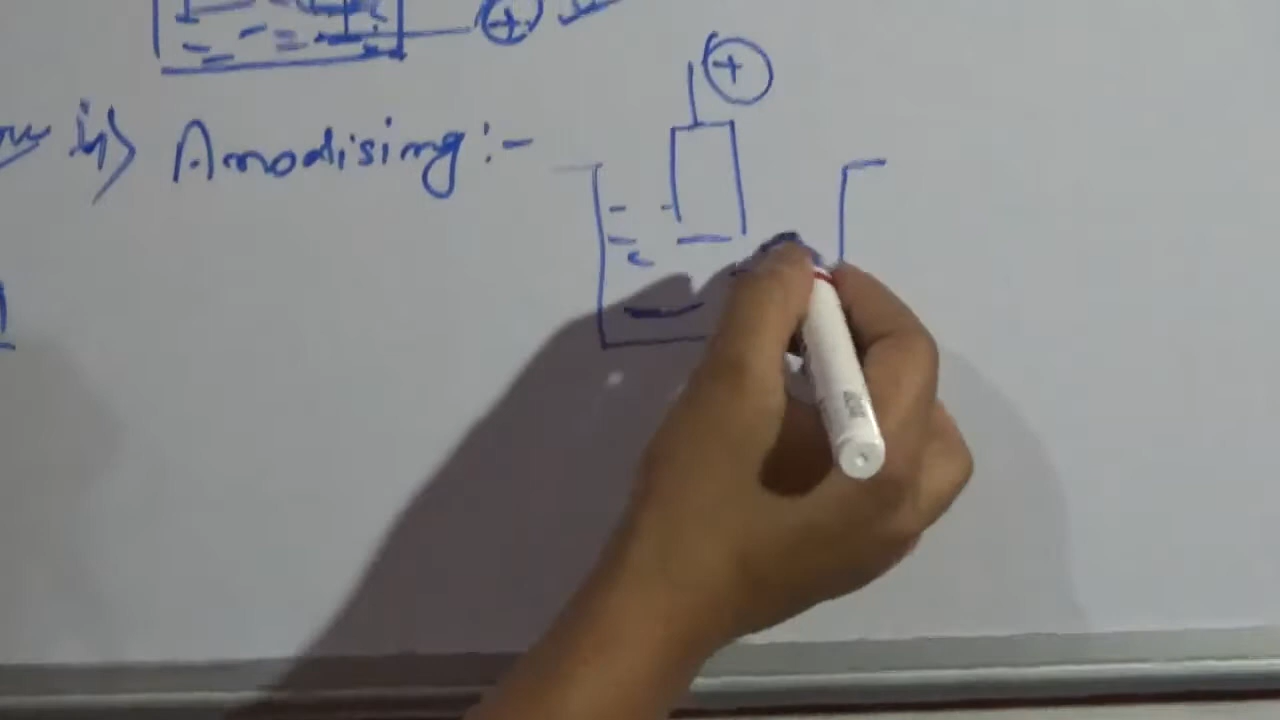 +
+
ii) Anodising :-